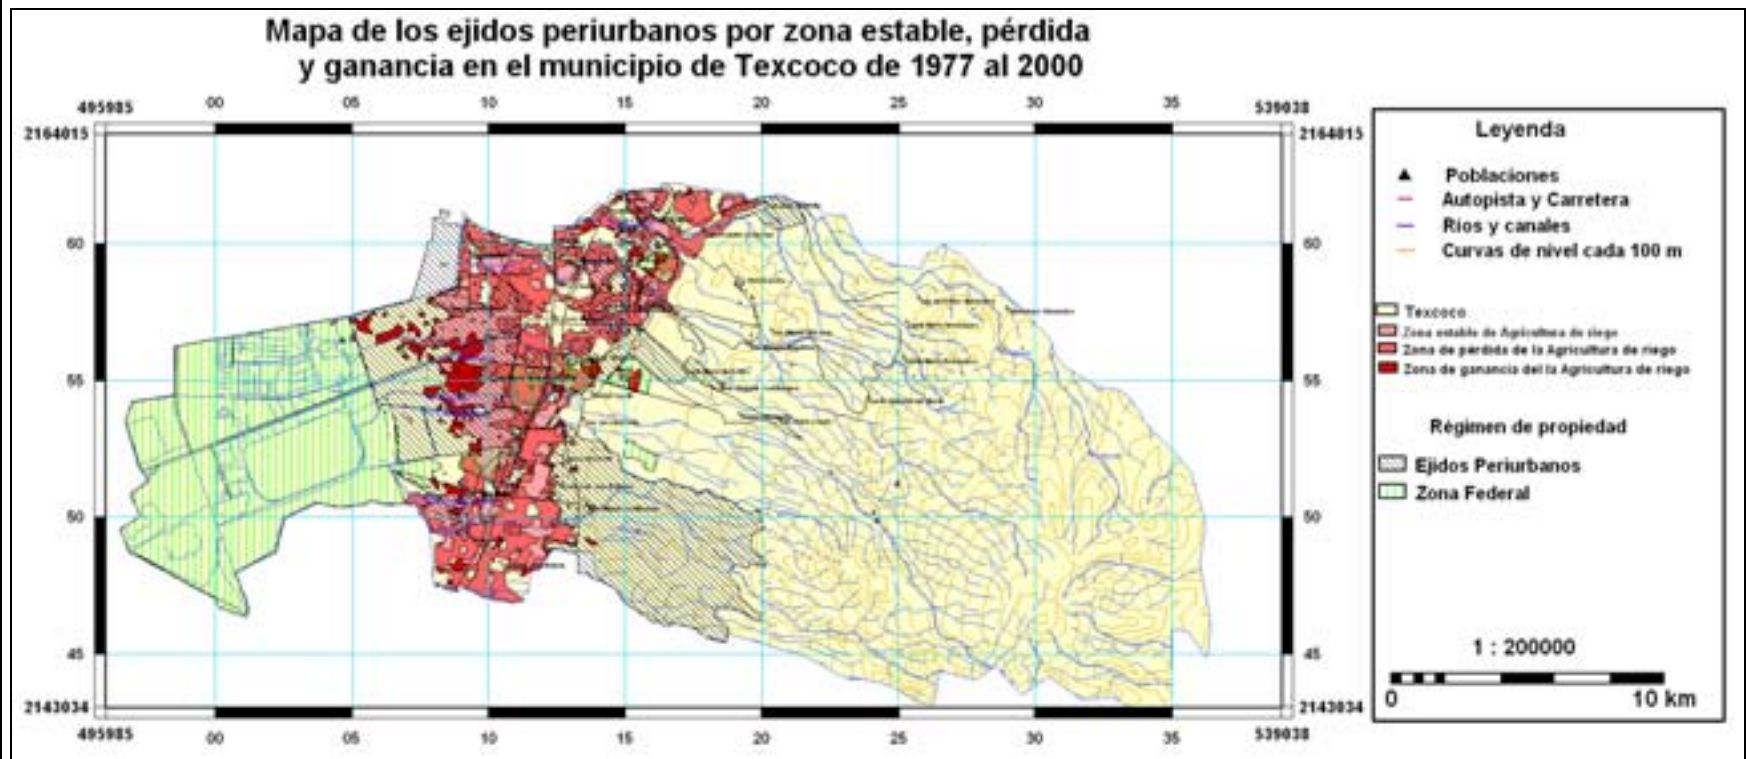 Mapa de los ejidos periurbanos por zona estable, pérdida
y ganancia en el municipio de Texcoco de 1977 al 2000
495985 00 05 10 15 20 25 30 35 539038
2164015 2164015
60 60
55 55
50 50
45 45
2143034 2143034
495985 00 05 10 15 20 25 30 35 539038
Leyenda
Poblaciones
Autopista y Carretera
Ríos y canales
Curvas de nivel cada 100 m
Texcoco
Zona estable de Agricultura de riego
Zona de pérdida de la Agricultura de riego
Zona de ganancia del la Agricultura de riego
Régimen de propiedad
Ejidos Periurbanos
Zona Federal
1 : 200000
0 10 km